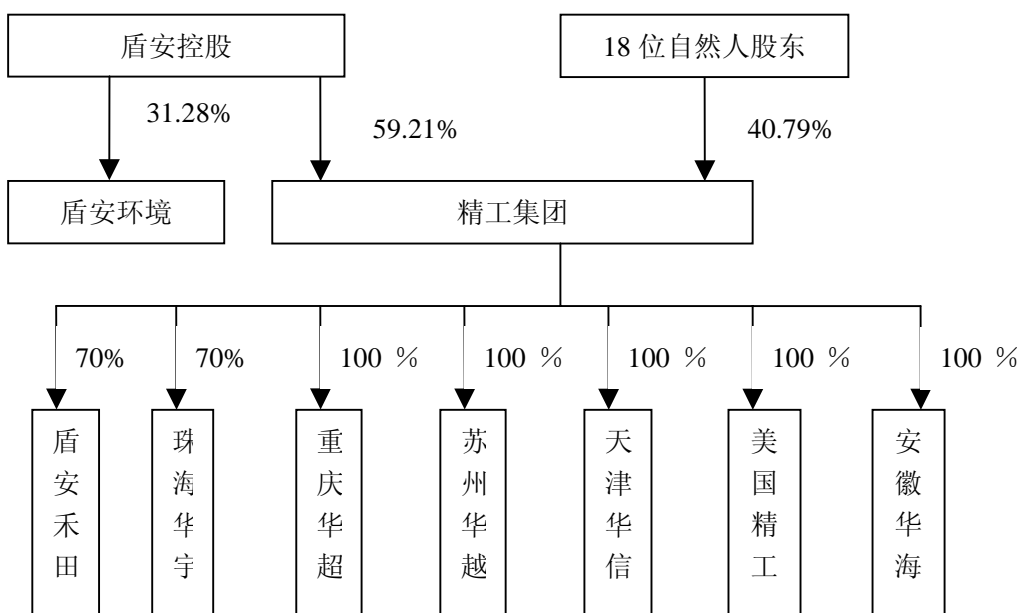 盾安控股
18 位自然人股东
31.28%
59.21%
40.79%
盾安环境
精工集团
70%
70%
100 %
100 %
100 %
100 %
100 %
盾安禾田
珠海华宇
重庆华超
苏州华越
天津华信
美国精工
安徽华海